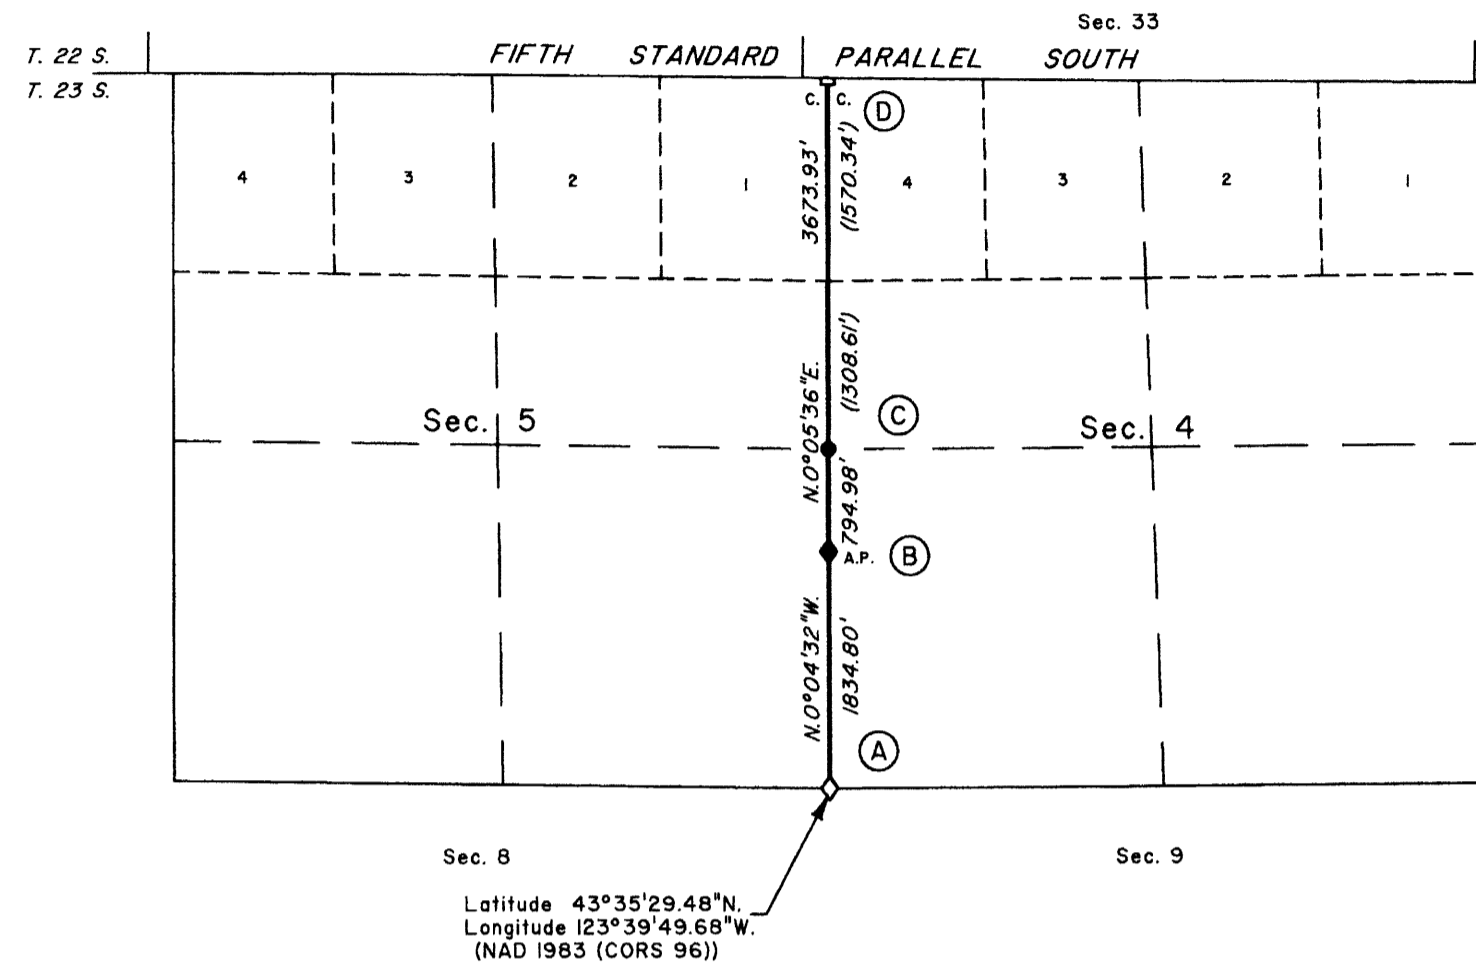 Sec. 33
T. 22 S.
FIFTH STANDARD PARALLEL SOUTH
T. 23 S.
C. C.
D
4 3 2 1 4 3 2 1
3673.93'
(1570.34')
(1308.61')
N.0°05'36"E.
C
Sec. 5
Sec. 4
794.98'
A.P.
B
N.0°04'32"W.
1834.80'
A
Sec. 8
Sec. 9
Latitude 43°35'29.48"N.
Longitude 123°39'49.68"W.
(NAD 1983 (CORS 96))